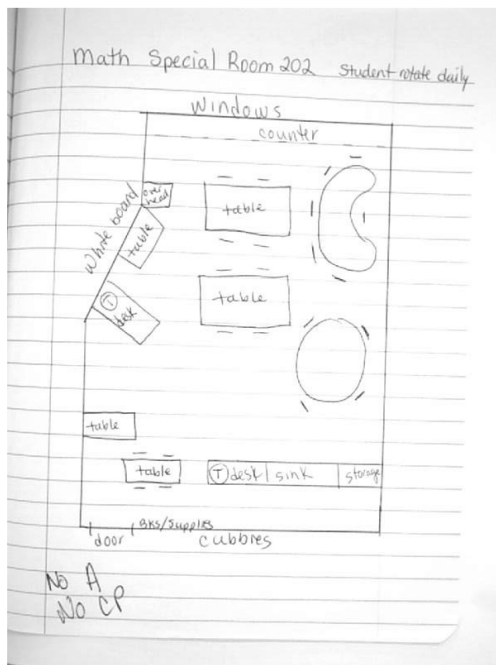 Math Special Room 202 Student rotate daily
Windows
counter
White board
over head
table
table
table
T desk
table
table
T desk
sink
storage
door
BKS/Supplies
cubbies
No A
No CP